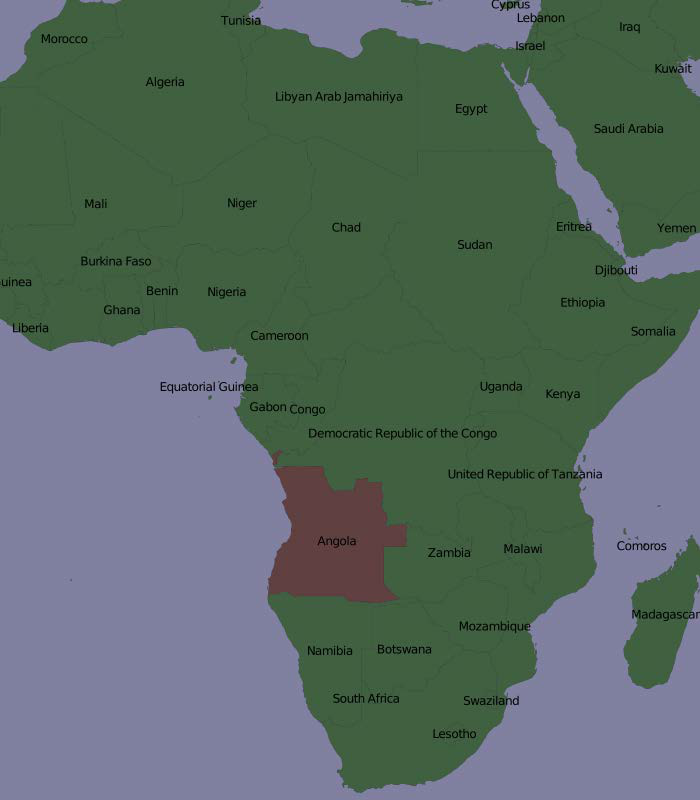 Cyprus
Lebanon
Tunisia
Iraq
Morocco
Israel
Kuwait
Algeria
Libyan Arab Jamahiriya
Egypt
Saudi Arabia
Mali
Niger
Chad
Eritrea
Yemen
Sudan
Burkina Faso
Djibouti
uinea
Benin
Nigeria
Ethiopia
Ghana
Liberia
Somalia
Cameroon
Equatorial Guinea
Uganda
Kenya
Gabon
Congo
Democratic Republic of the Congo
United Republic of Tanzania
Angola
Zambia
Malawi
Comoros
Madagascar
Mozambique
Namibia
Botswana
South Africa
Swaziland
Lesotho